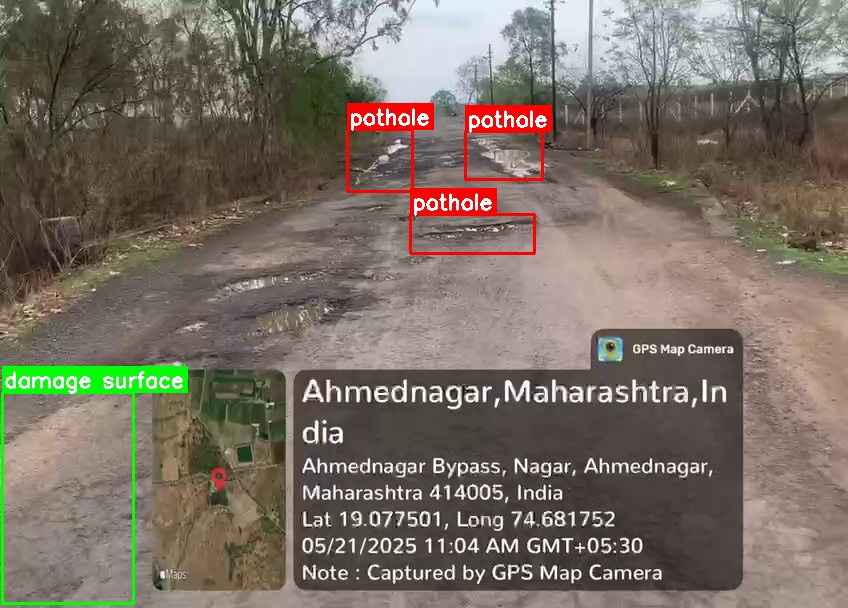 pothole
pothole
pothole
damage surface
GPS Map Camera
Ahmednagar,Maharashtra,In
dia
Ahmednagar Bypass, Nagar, Ahmednagar,
Maharashtra 414005, India
Lat 19.077501, Long 74.681752
05/21/2025 11:04 AM GMT+05:30
Note : Captured by GPS Map Camera
Maps